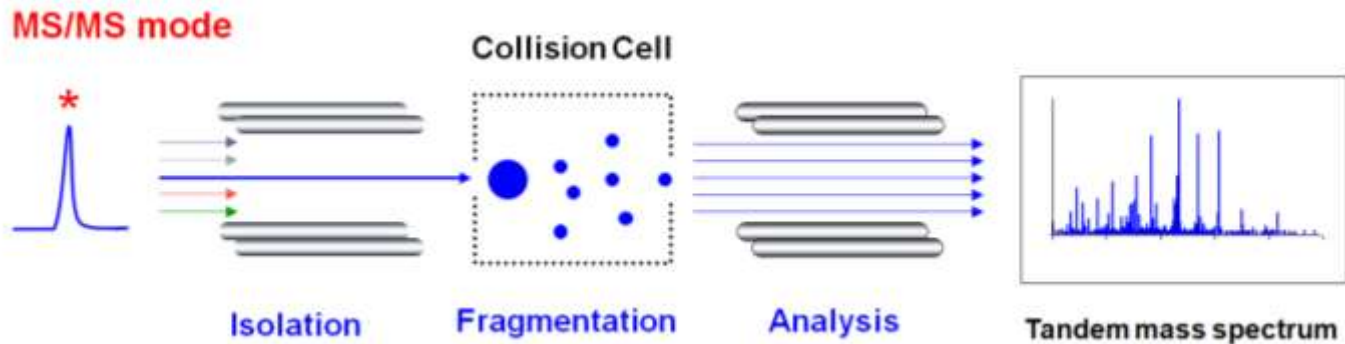 MS/MS mode
Collision Cell
*
Isolation
Fragmentation
Analysis
Tandem mass spectrum